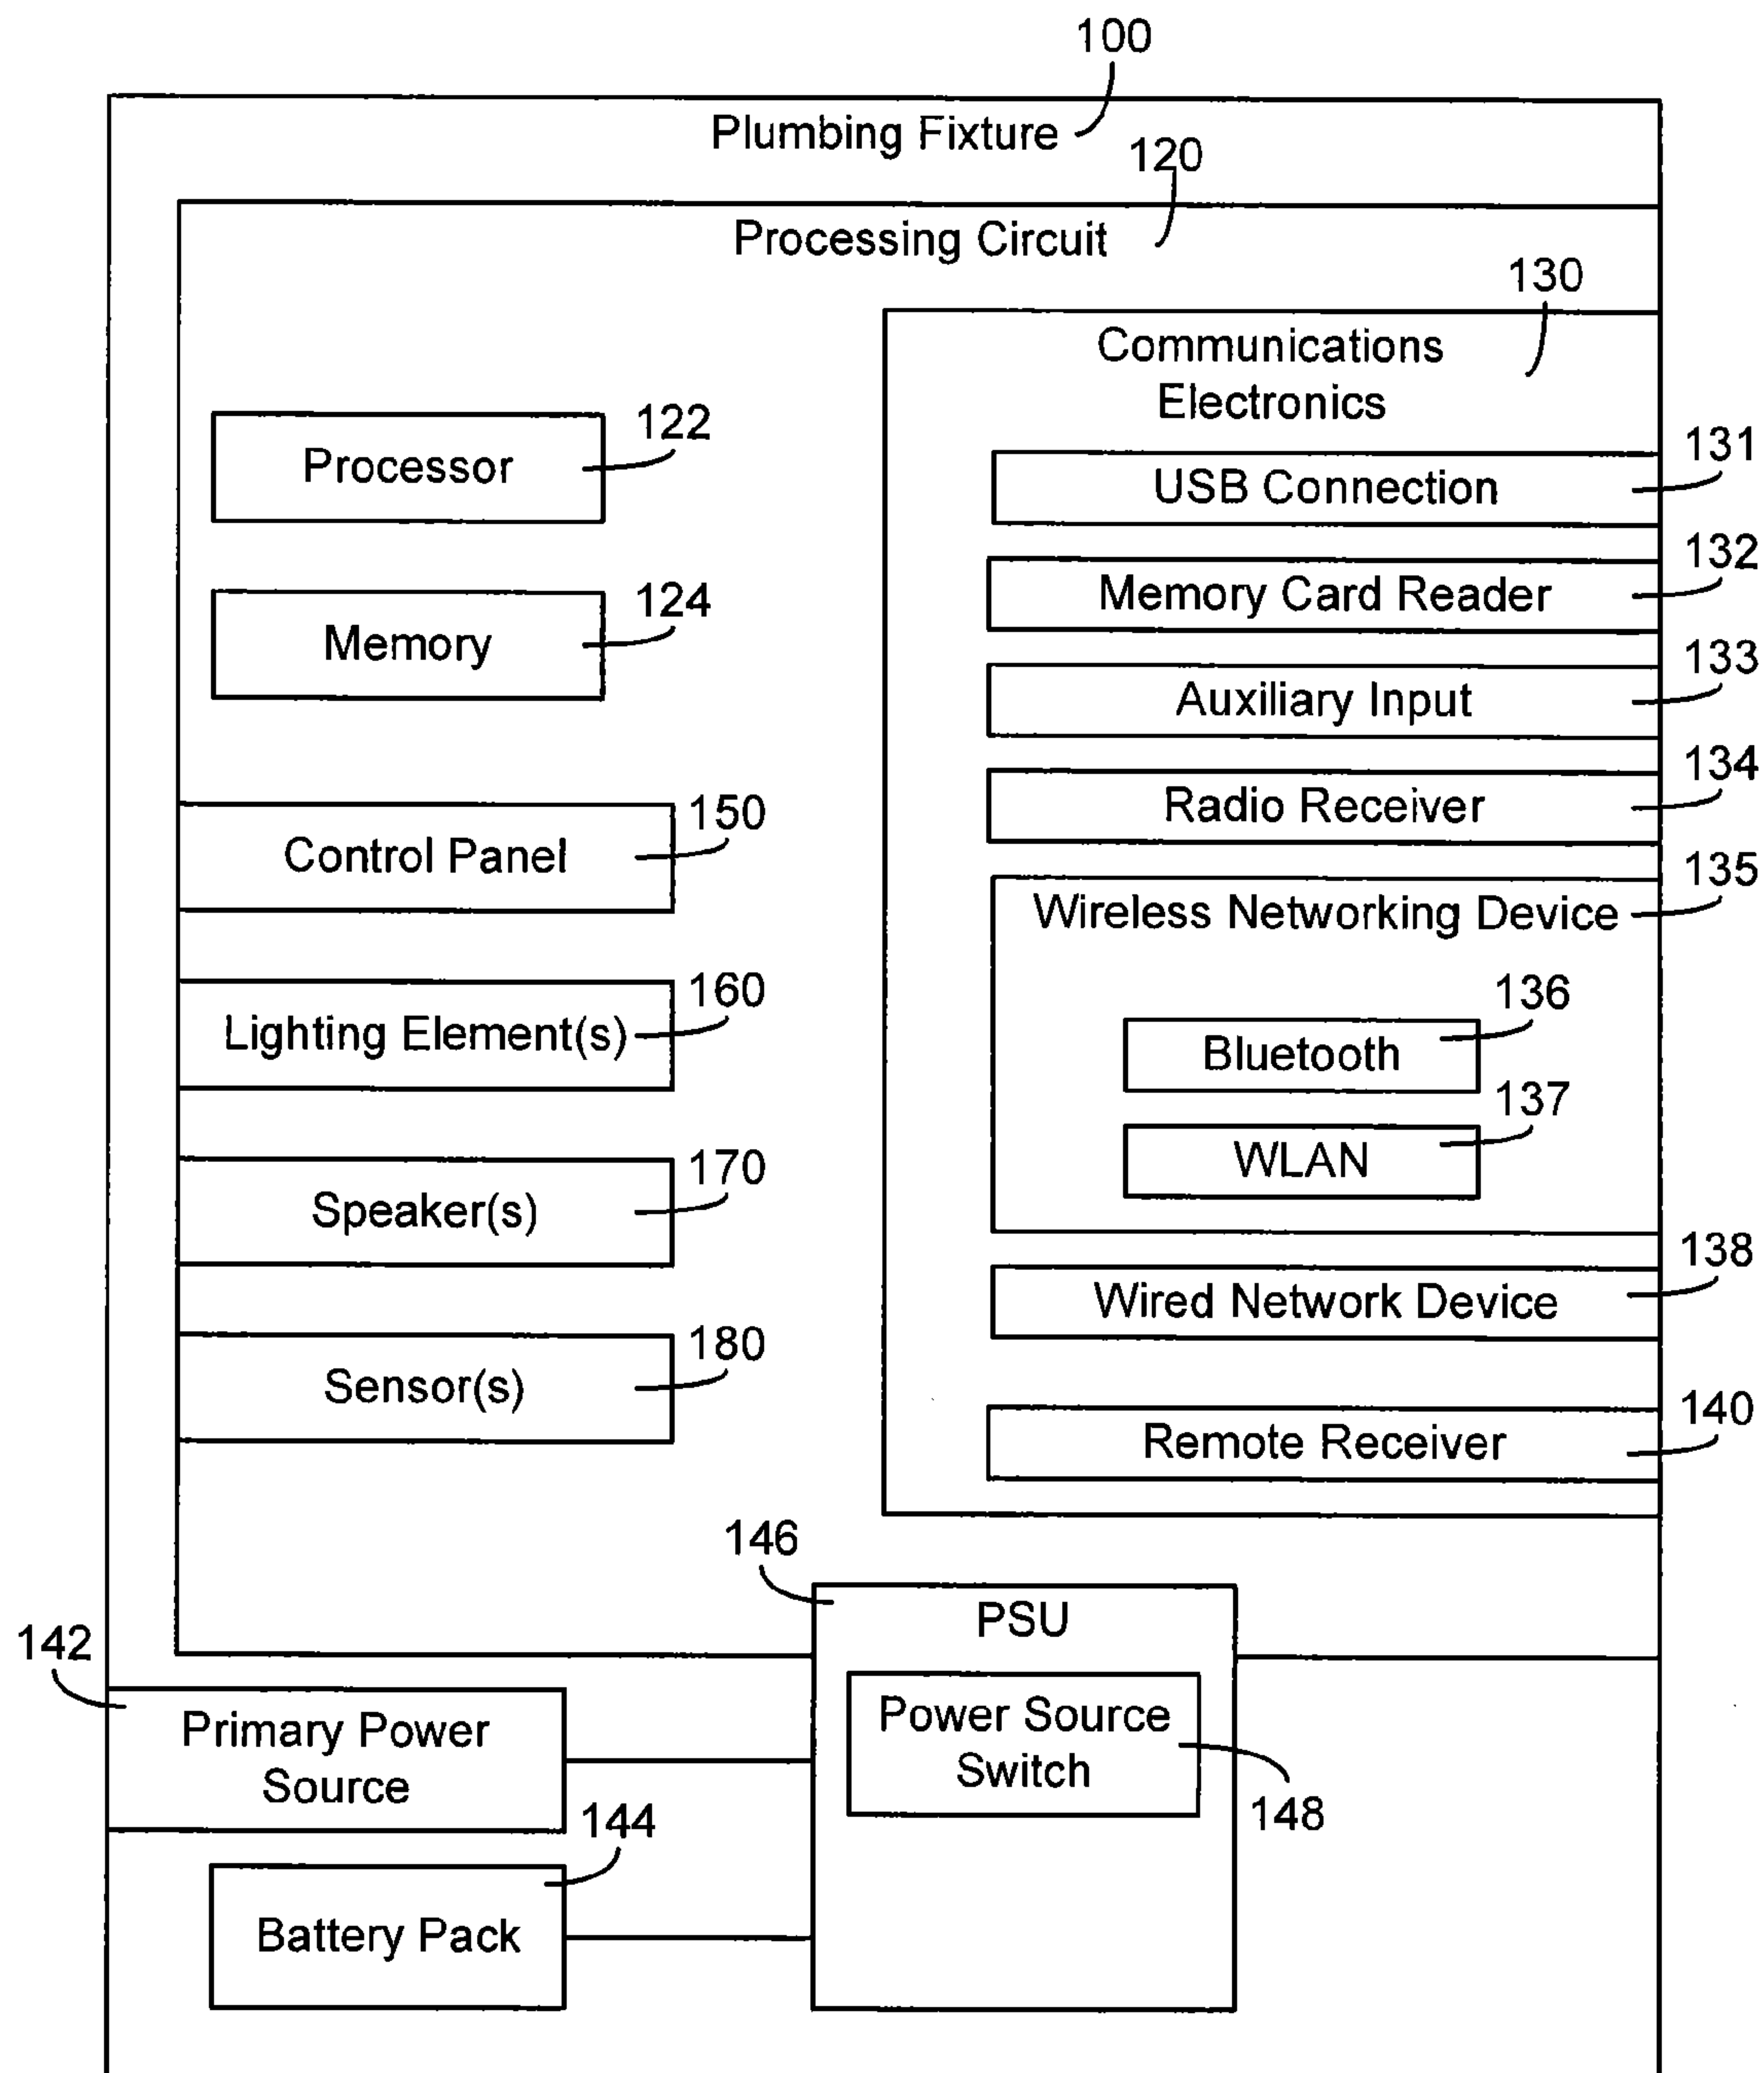 100
Plumbing Fixture
120
Processing Circuit
130
Communications
Electronics
122
Processor
131
USB Connection
124
Memory
132
Memory Card Reader
133
Auxiliary Input
150
Control Panel
134
Radio Receiver
135
Wireless Networking Device
160
Lighting Element(s)
136
Bluetooth
137
WLAN
170
Speaker(s)
138
Wired Network Device
180
Sensor(s)
140
Remote Receiver
146
PSU
142
Primary Power
Source
Power Source
Switch
148
144
Battery Pack